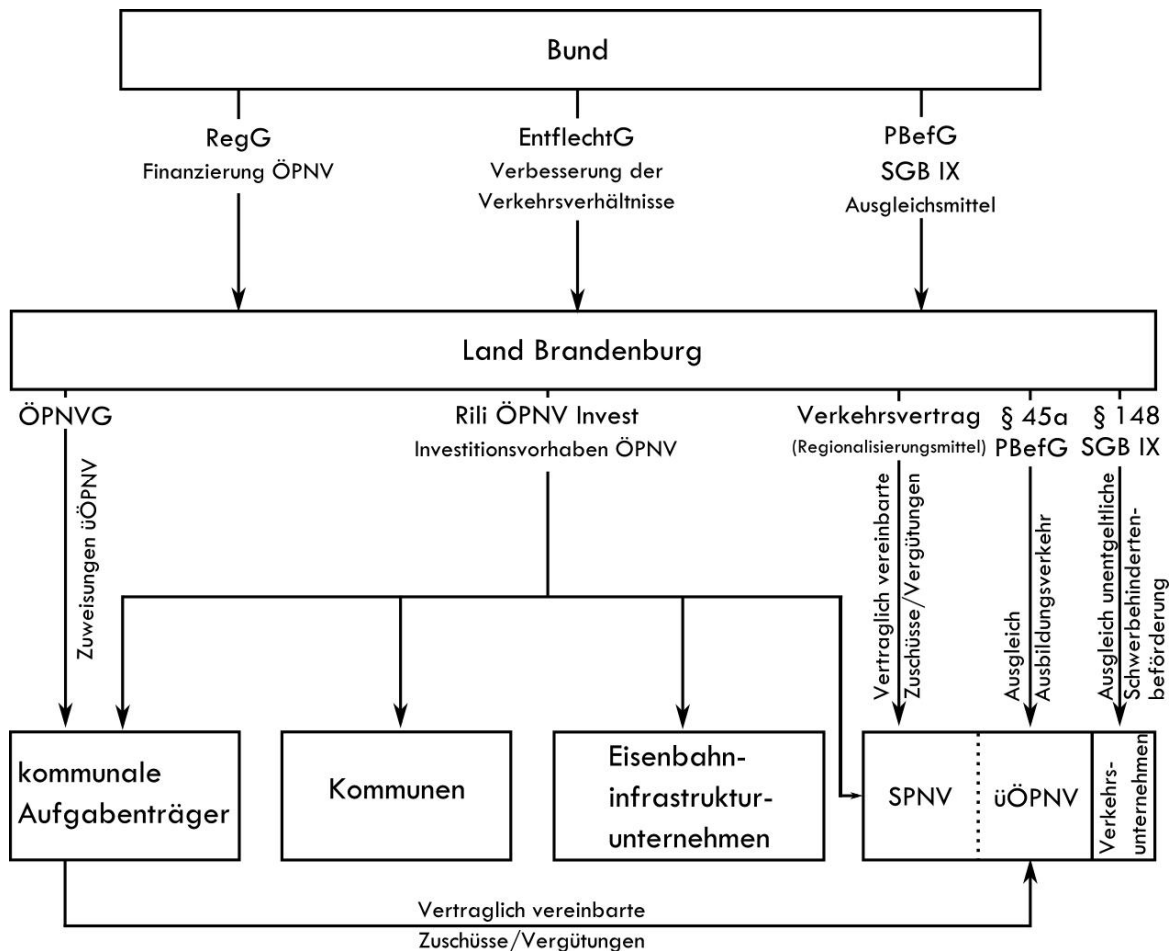 Bund
RegG
Finanzierung ÖPNV
EntflechtG
Verbesserung der
Verkehrsverhältnisse
PBefG
SGB IX
Ausgleichsmittel
Land Brandenburg
ÖPNVG
Rili ÖPNV Invest
Investitionsvorhaben ÖPNV
Verkehrsvertrag
(Regionalisierungsmittel)
§ 45a
PBefG
§ 148
SGB IX
Zuweisungen üÖPNV
Vertraglich vereinbarte
Zuschüsse/Vergütungen
Ausgleich
Ausbildungsverkehr
Ausgleich unentgeltliche
Schwerbehinderten-
beförderung
kommunale
Aufgabenträger
Kommunen
Eisenbahn-
infrastruktur-
unternehmen
SPNV
üÖPNV
Verkehrs-
unternehmen
Vertraglich vereinbarte
Zuschüsse/Vergütungen